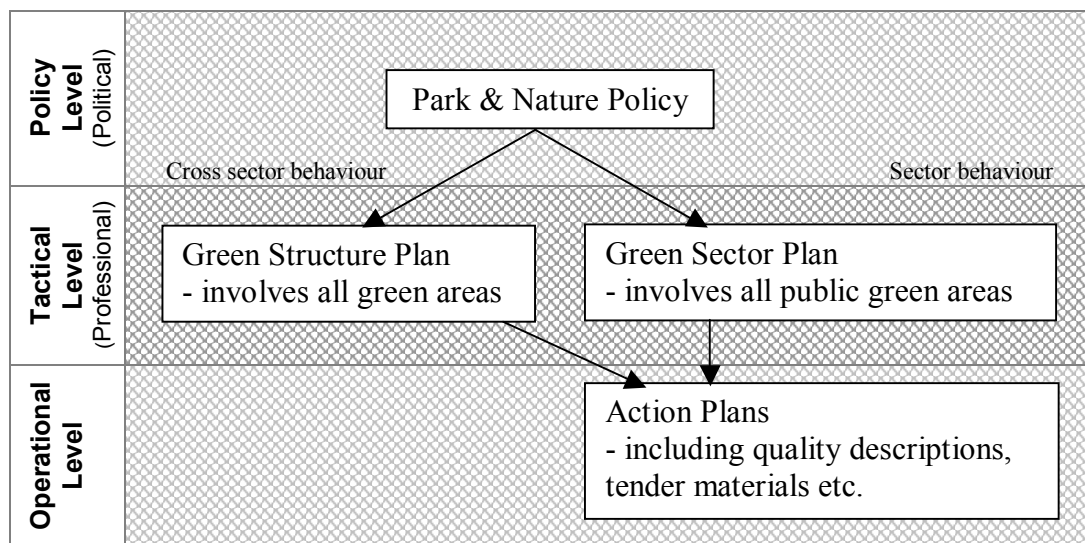 Policy
Level
(Political)
Park & Nature Policy
Cross sector behaviour
Sector behaviour
Tactical
Level
(Professional)
Green Structure Plan
- involves all green areas
Green Sector Plan
- involves all public green areas
Operational
Level
Action Plans
- including quality descriptions,
tender materials etc.